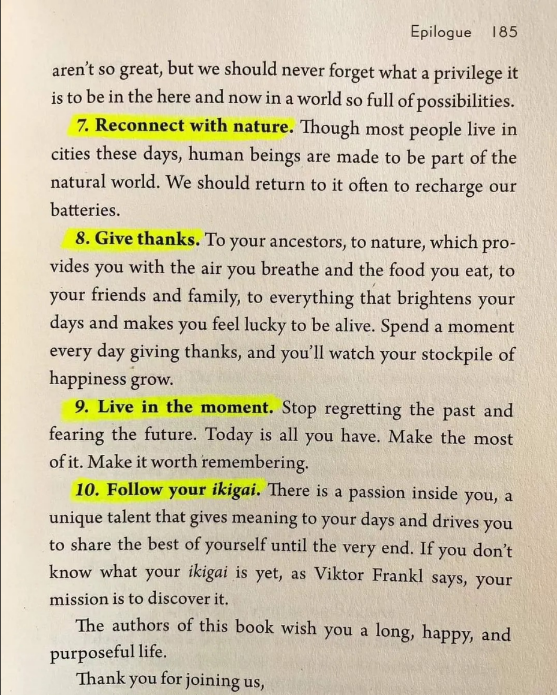 Epilogue 185
aren't so great, but we should never forget what a privilege it
is to be in the here and now in a world so full of possibilities.
7. Reconnect with nature. Though most people live in
cities these days, human beings are made to be part of the
natural world. We should return to it often to recharge our
batteries.
8. Give thanks. To your ancestors, to nature, which pro-
vides you with the air you breathe and the food you eat, to
your friends and family, to everything that brightens your
days and makes you feel lucky to be alive. Spend a moment
every day giving thanks, and you'll watch your stockpile of
happiness grow.
9. Live in the moment. Stop regretting the past and
fearing the future. Today is all you have. Make the most
of it. Make it worth remembering.
10. Follow your ikigai. There is a passion inside you, a
unique talent that gives meaning to your days and drives you
to share the best of yourself until the very end. If you don't
know what your ikigai is yet, as Viktor Frankl says, your
mission is to discover it.
The authors of this book wish you a long, happy, and
purposeful life.
Thank you for joining us,